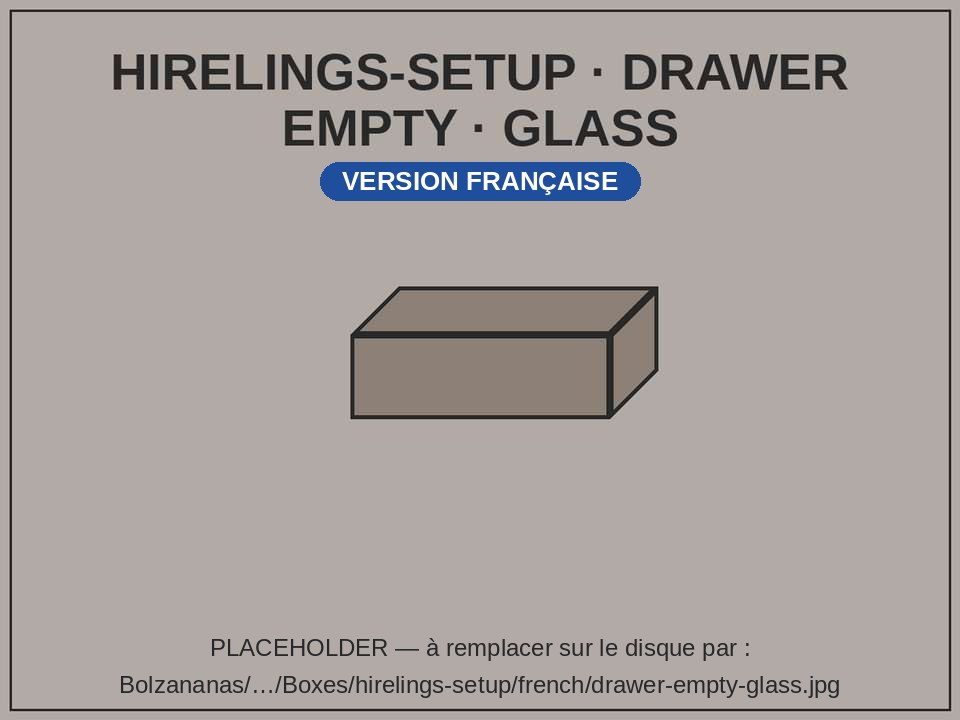 HIRELINGS-SETUP · DRAWER
EMPTY · GLASS
VERSION FRANÇAISE
PLACEHOLDER — à remplacer sur le disque par :
Bolzananas/…/Boxes/hirelings-setup/french/drawer-empty-glass.jpg